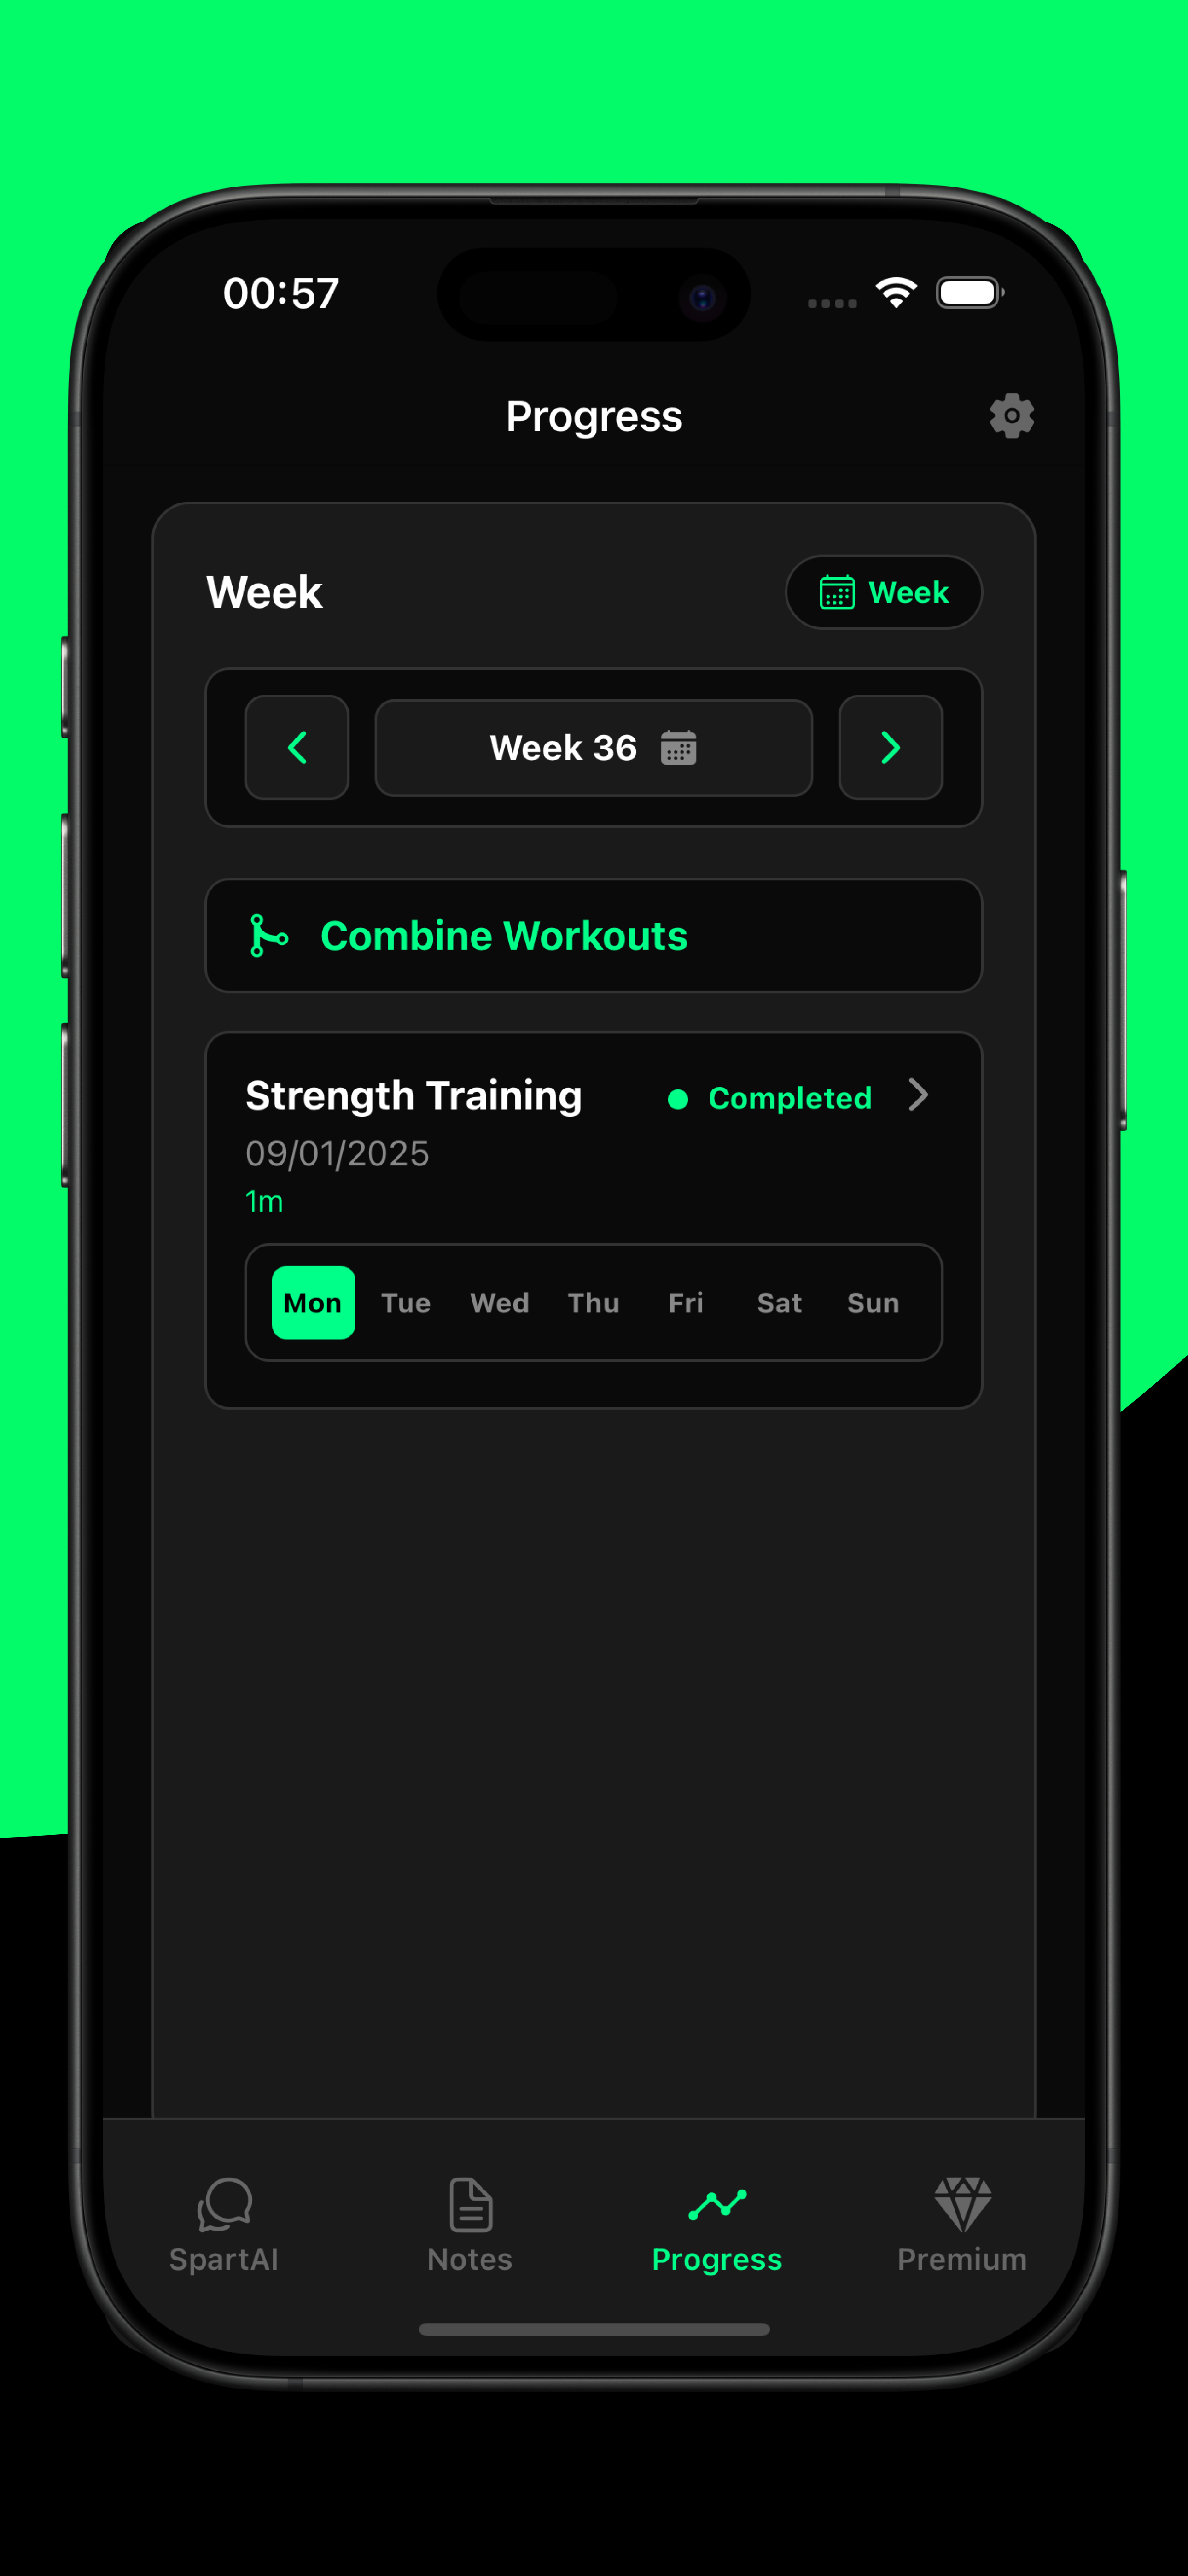 00:57
Progress
Week
Week
Week 36
Combine Workouts
Strength Training
Completed
09/01/2025
1m
Mon Tue Wed Thu Fri Sat Sun
SpartAI Notes Progress Premium